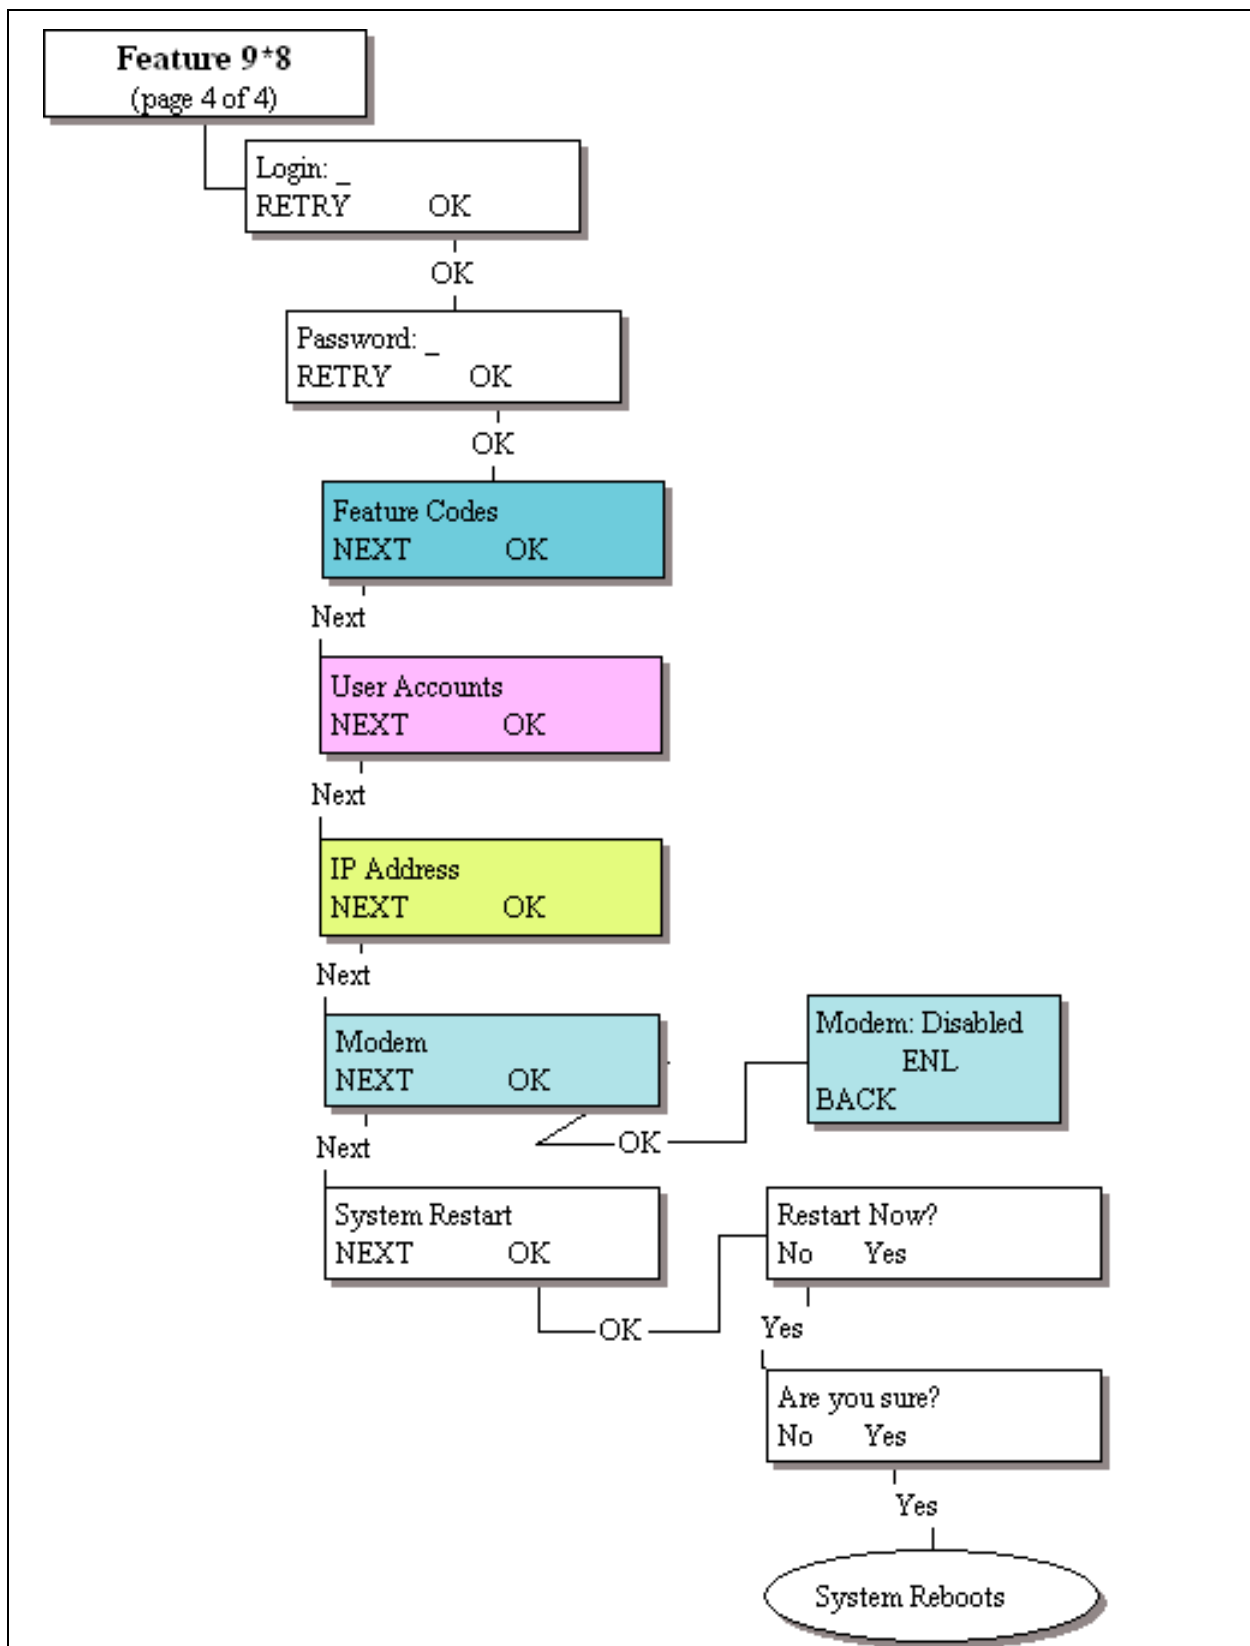 Feature 9*8
(page 4 of 4)
Login: _
RETRY OK
OK
Password: _
RETRY OK
OK
Feature Codes
NEXT OK
Next
User Accounts
NEXT OK
Next
IP Address
NEXT OK
Next
Modem
NEXT OK
Modem: Disabled
ENL
BACK
OK
Next
System Restart
NEXT OK
Restart Now?
No Yes
OK
Yes
Are you sure?
No Yes
Yes
System Reboots